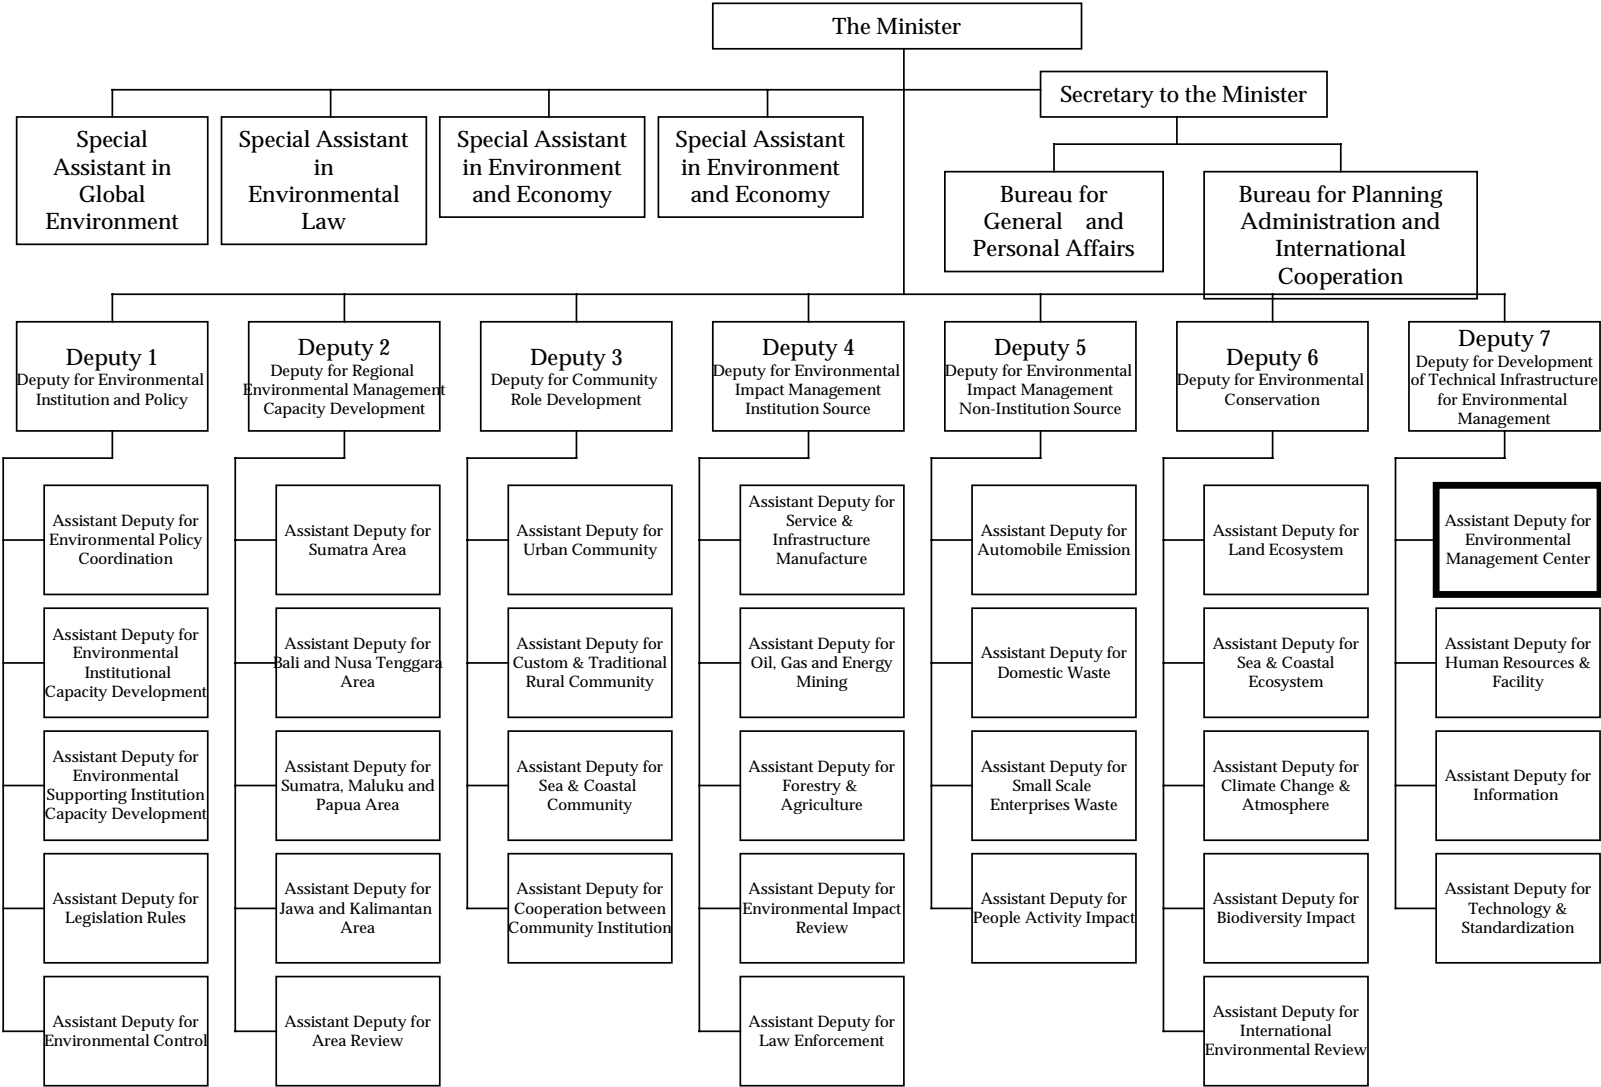 The Minister
Secretary to the Minister
Special
Assistant in
Global
Environment
Special Assistant
in
Environmental
Law
Special Assistant
in Environment
and Economy
Special Assistant
in Environment
and Economy
Bureau for
General and
Personal Affairs
Bureau for Planning
Administration and
International
Cooperation
Deputy 1
Deputy for Environmental
Institution and Policy
Deputy 2
Deputy for Regional
Environmental Management
Capacity Development
Deputy 3
Deputy for Community
Role Development
Deputy 4
Deputy for Environmental
Impact Management
Institution Source
Deputy 5
Deputy for Environmental
Impact Management
Non-Institution Source
Deputy 6
Deputy for Environmental
Conservation
Deputy 7
Deputy for Development
of Technical Infrastructure
for Environmental
Management
Assistant Deputy for
Environmental Policy
Coordination
Assistant Deputy for
Environmental
Institutional
Capacity Development
Assistant Deputy for
Environmental
Supporting Institution
Capacity Development
Assistant Deputy for
Legislation Rules
Assistant Deputy for
Environmental Control
Assistant Deputy for
Sumatra Area
Assistant Deputy for
Bali and Nusa Tenggara
Area
Assistant Deputy for
Sumatra, Maluku and
Papua Area
Assistant Deputy for
Jawa and Kalimantan
Area
Assistant Deputy for
Area Review
Assistant Deputy for
Urban Community
Assistant Deputy for
Custom & Traditional
Rural Community
Assistant Deputy for
Sea & Coastal
Community
Assistant Deputy for
Cooperation between
Community Institution
Assistant Deputy for
Service &
Infrastructure
Manufacture
Assistant Deputy for
Oil, Gas and Energy
Mining
Assistant Deputy for
Forestry &
Agriculture
Assistant Deputy for
Environmental Impact
Review
Assistant Deputy for
Law Enforcement
Assistant Deputy for
Automobile Emission
Assistant Deputy for
Domestic Waste
Assistant Deputy for
Small Scale
Enterprises Waste
Assistant Deputy for
People Activity Impact
Assistant Deputy for
Land Ecosystem
Assistant Deputy for
Sea & Coastal
Ecosystem
Assistant Deputy for
Climate Change &
Atmosphere
Assistant Deputy for
Biodiversity Impact
Assistant Deputy for
International
Environmental Review
Assistant Deputy for
Environmental
Management Center
Assistant Deputy for
Human Resources &
Facility
Assistant Deputy for
Information
Assistant Deputy for
Technology &
Standardization